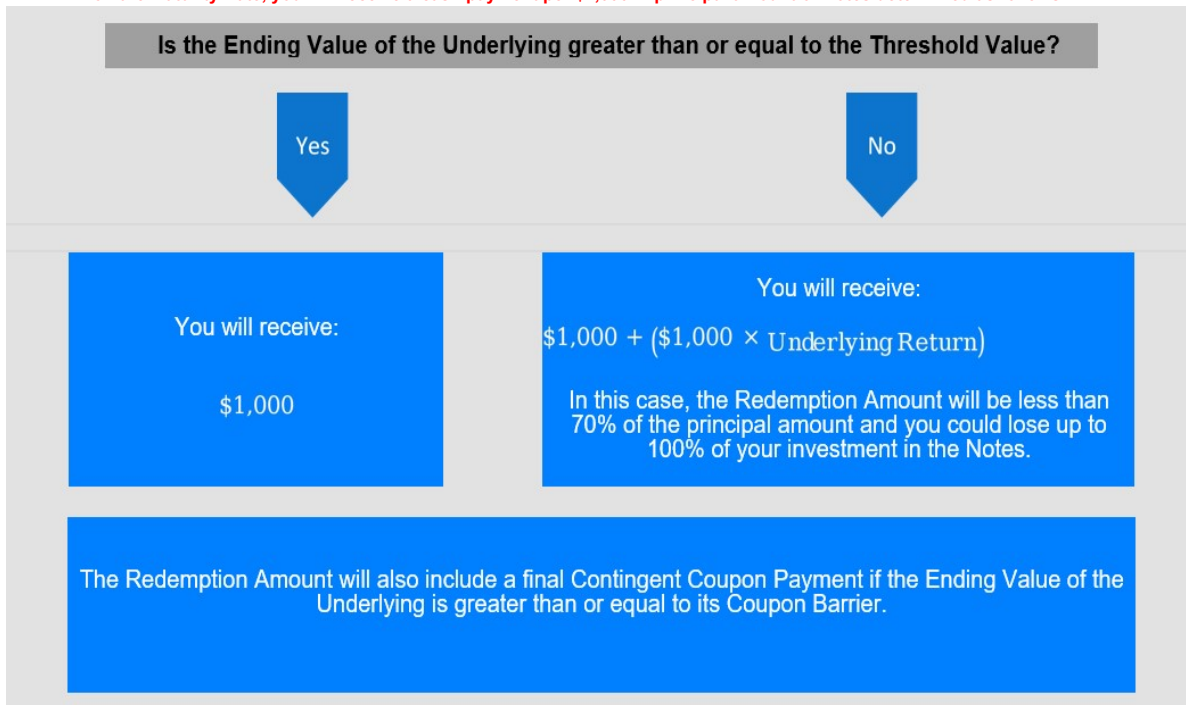 Is the Ending Value of the Underlying greater than or equal to the Threshold Value?
Yes
No
You will receive:
$1,000
You will receive:
$1,000 + ($1,000 × Underlying Return)
In this case, the Redemption Amount will be less than
70% of the principal amount and you could lose up to
100% of your investment in the Notes.
The Redemption Amount will also include a final Contingent Coupon Payment if the Ending Value of the
Underlying is greater than or equal to its Coupon Barrier.